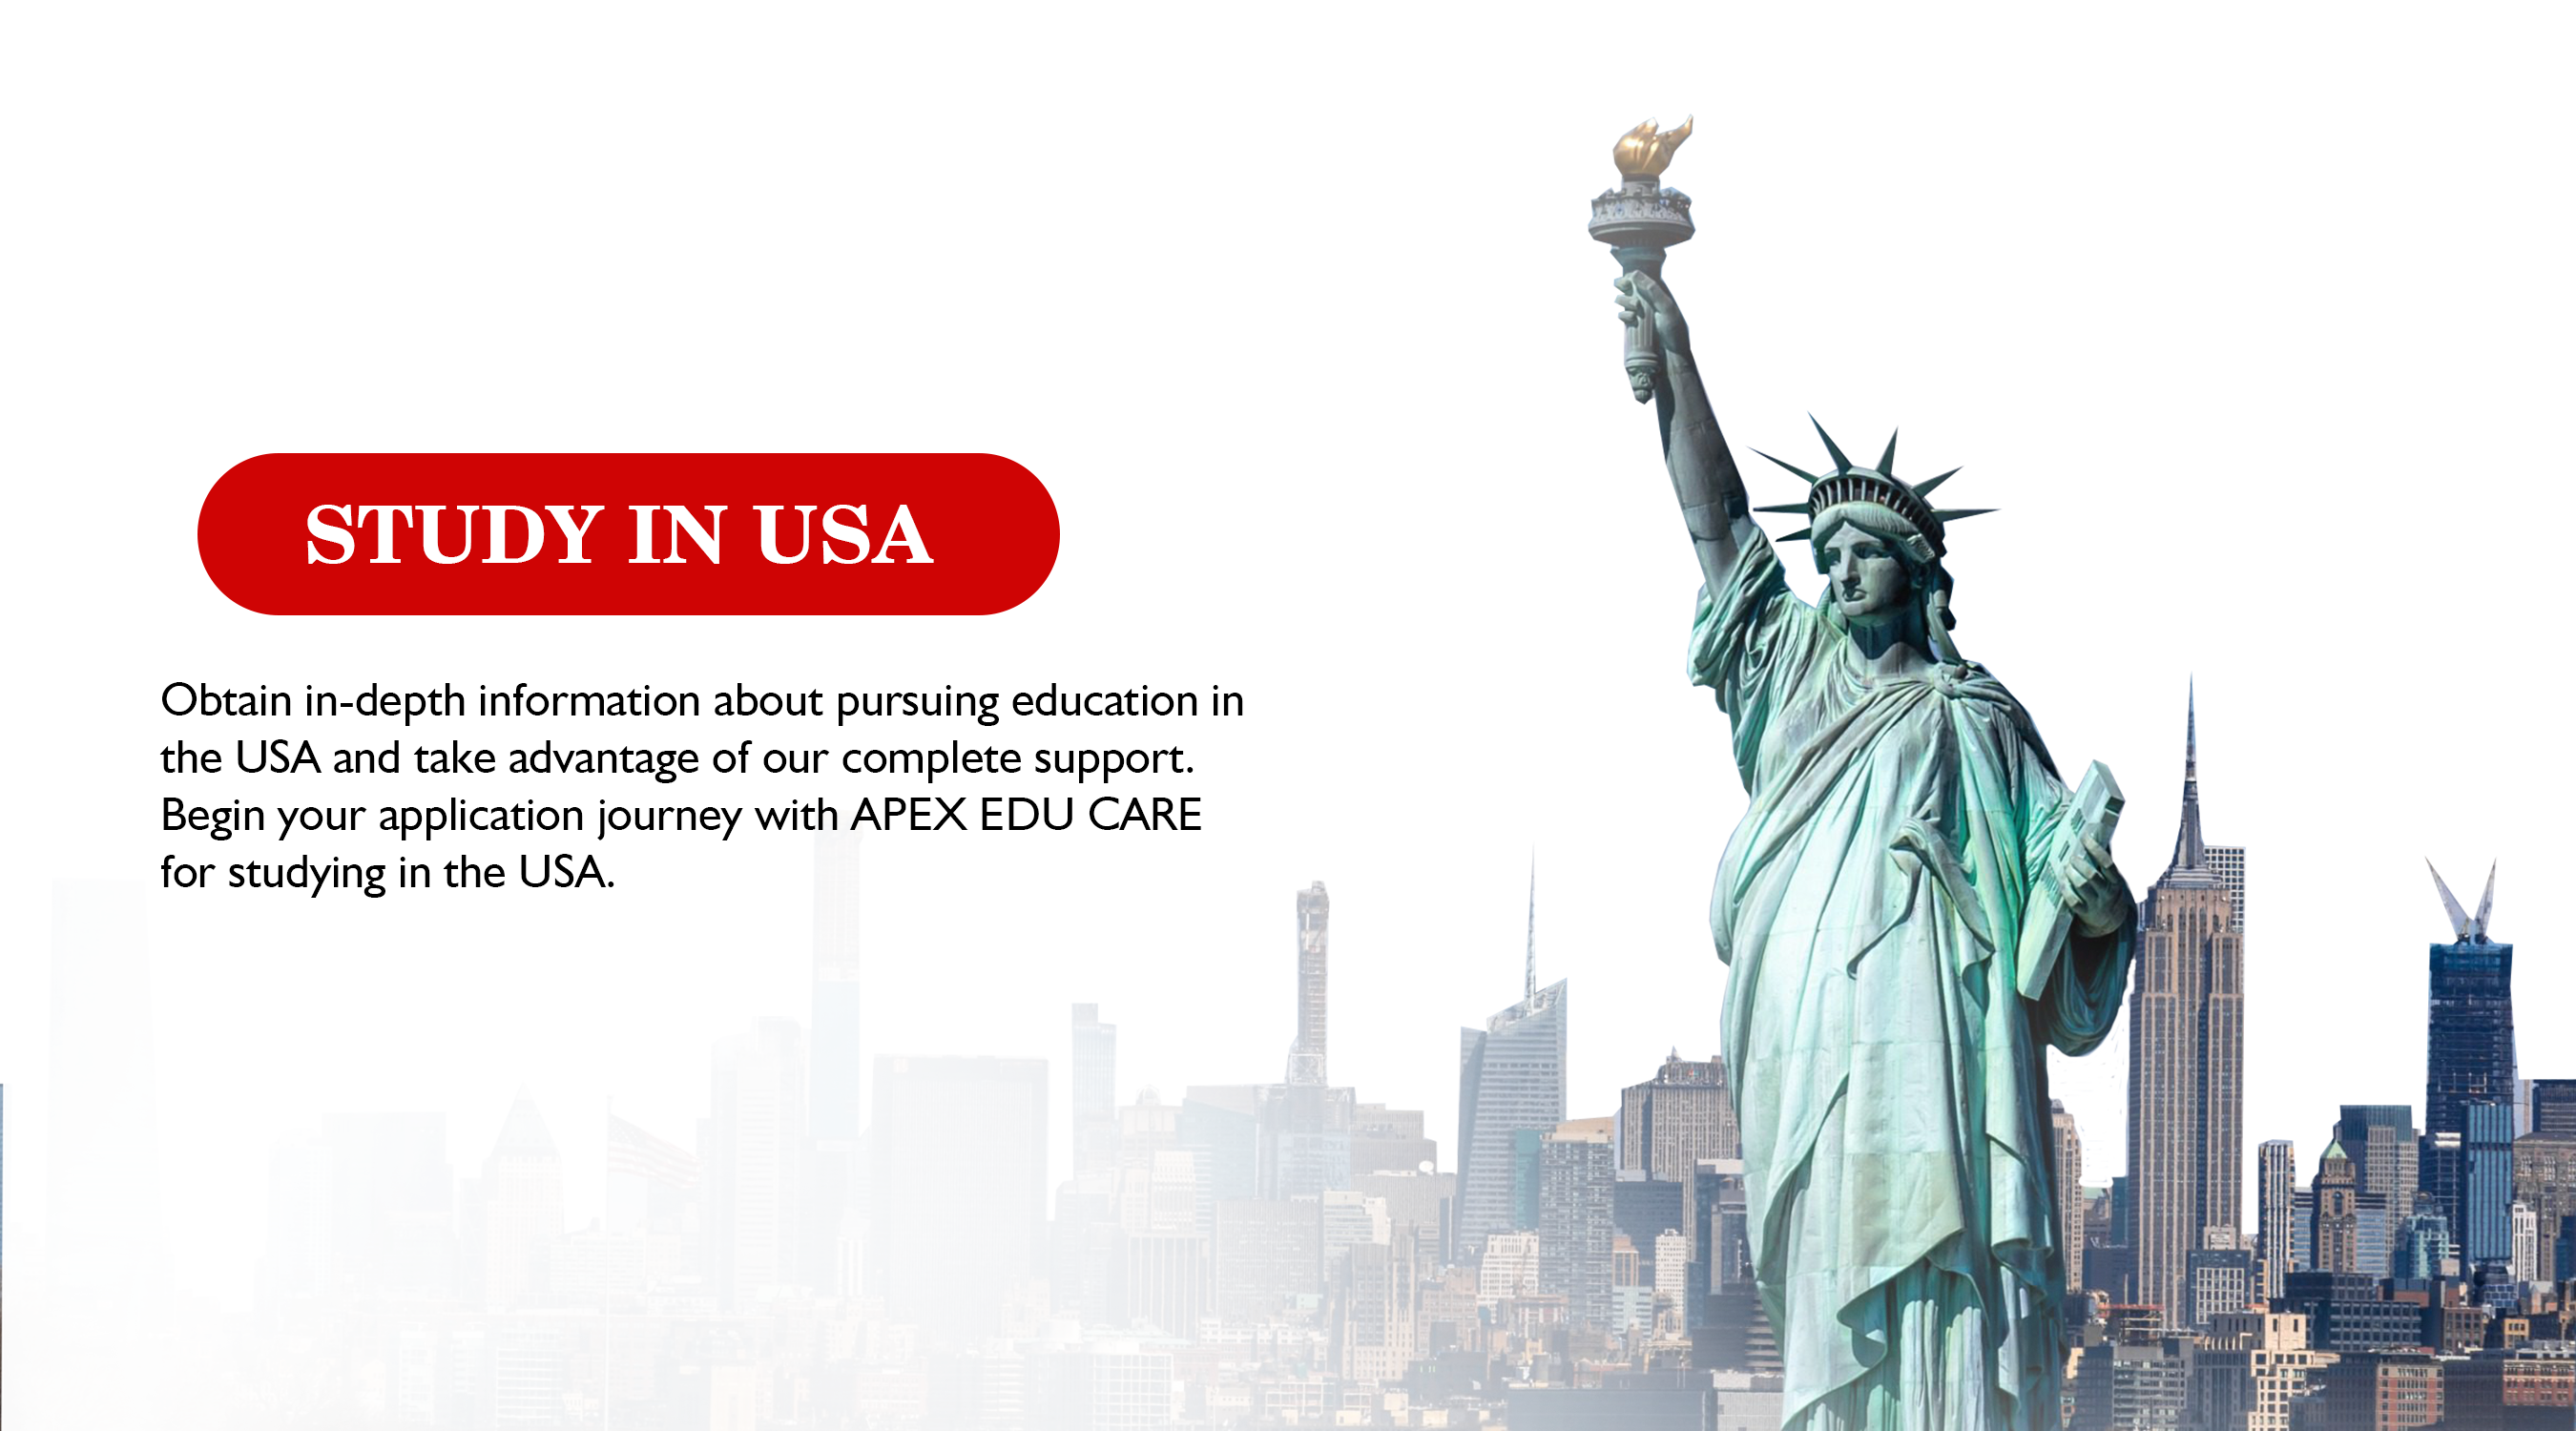 STUDY IN USA
Obtain in-depth information about pursuing education in
the USA and take advantage of our complete support.
Begin your application journey with APEX EDU CARE
for studying in the USA.